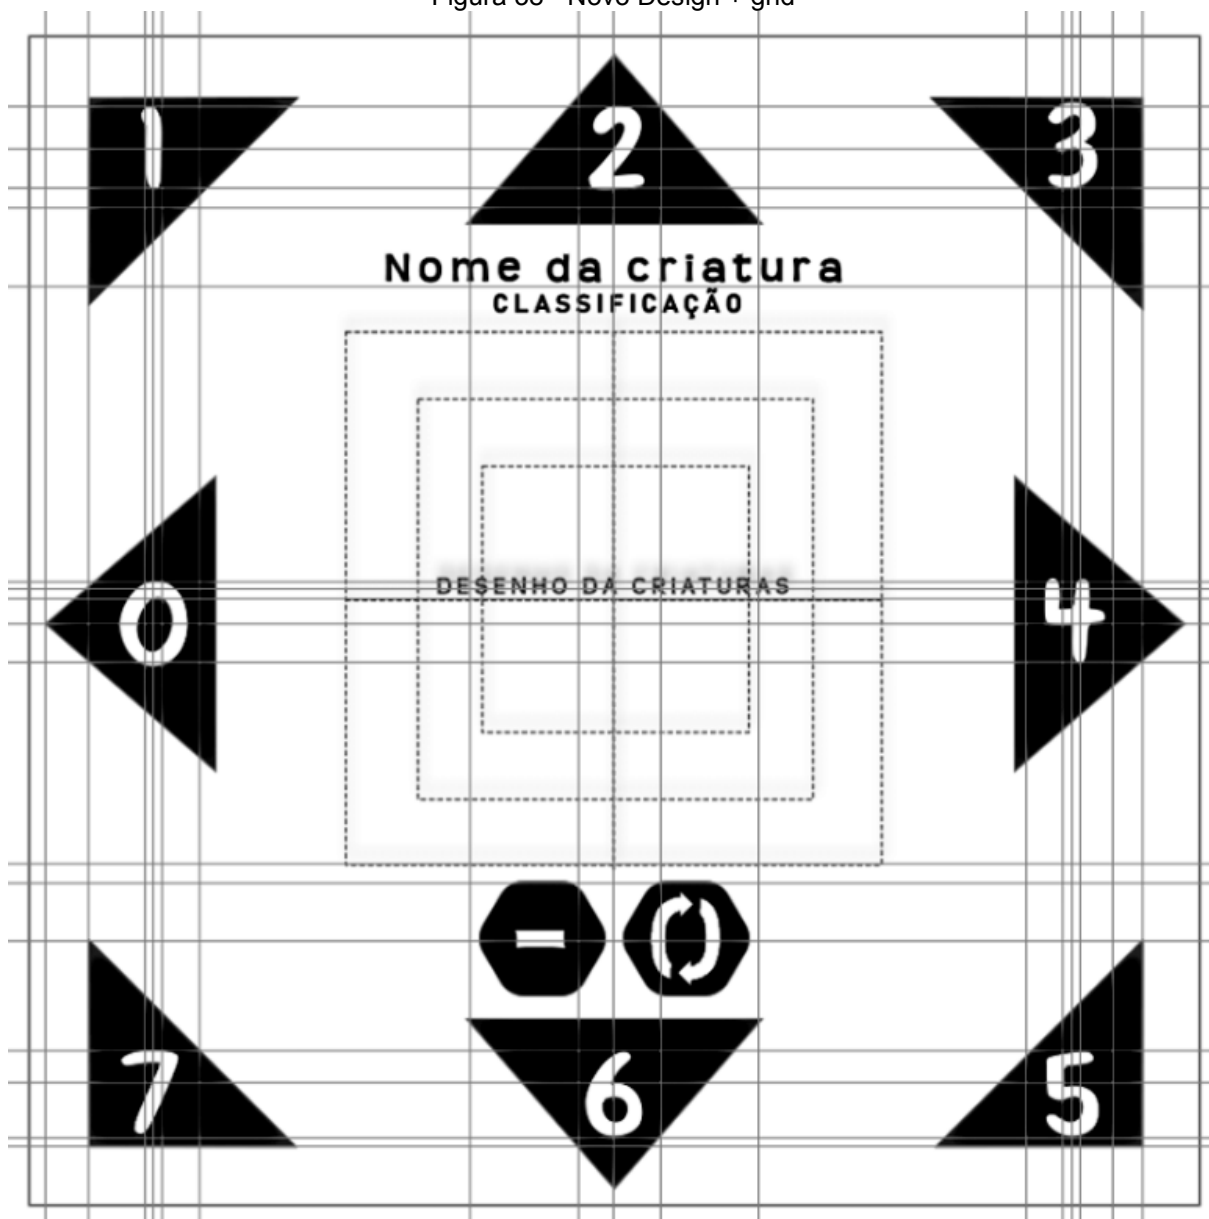 Figura 68 - Novo Design + grid
1 2 3
Nome da criatura
CLASSIFICAÇÃO
DESENHO DA CRIATURAS
0 4
-
7 6 5